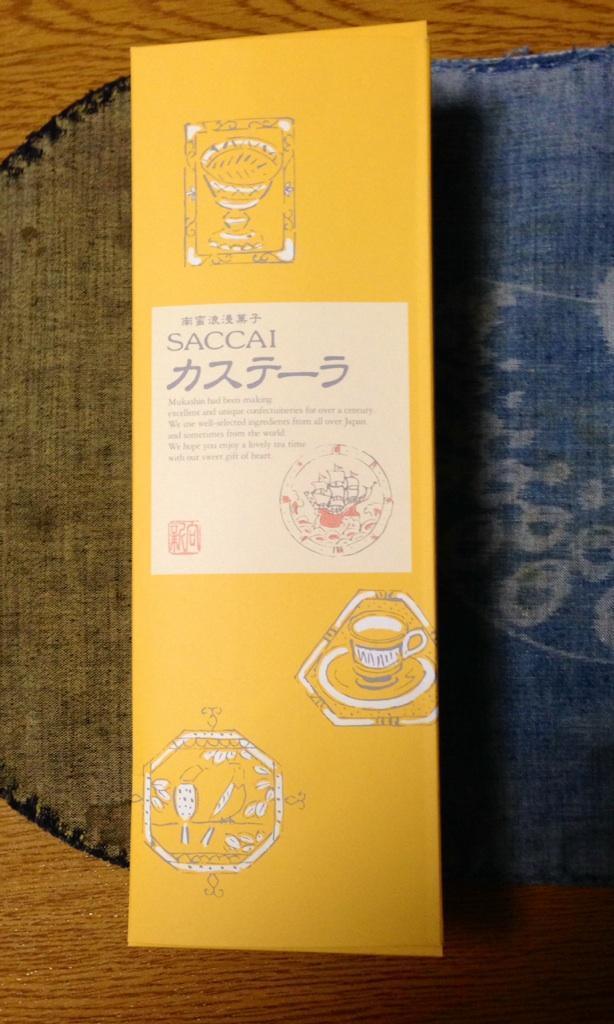 南蛮浪漫菓子
SACCAI
カステーラ
Mukashin had been making
excellent and unique confectioneries for over a century.
We use well-selected ingredients from all over Japan
and sometimes from the world.
We hope you enjoy a lovely tea time
with our sweet gift of heart.